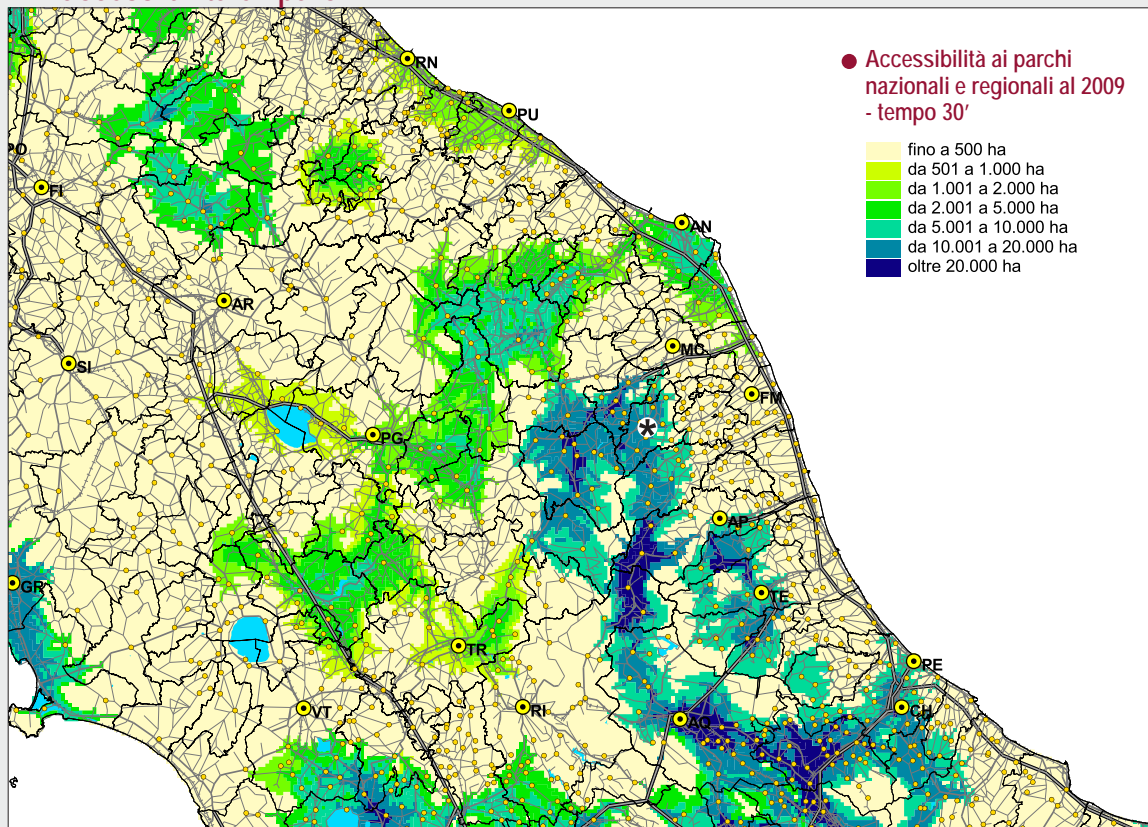 ● Accessibilità ai parchi
nazionali e regionali al 2009
- tempo 30'
fino a 500 ha
da 501 a 1.000 ha
da 1.001 a 2.000 ha
da 2.001 a 5.000 ha
da 5.001 a 10.000 ha
da 10.001 a 20.000 ha
oltre 20.000 ha
RN
PU
PO
FI
AN
AR
MC
SI
FM
PG
*
AP
GR
TE
TR
PE
VT
RI
AQ
CH